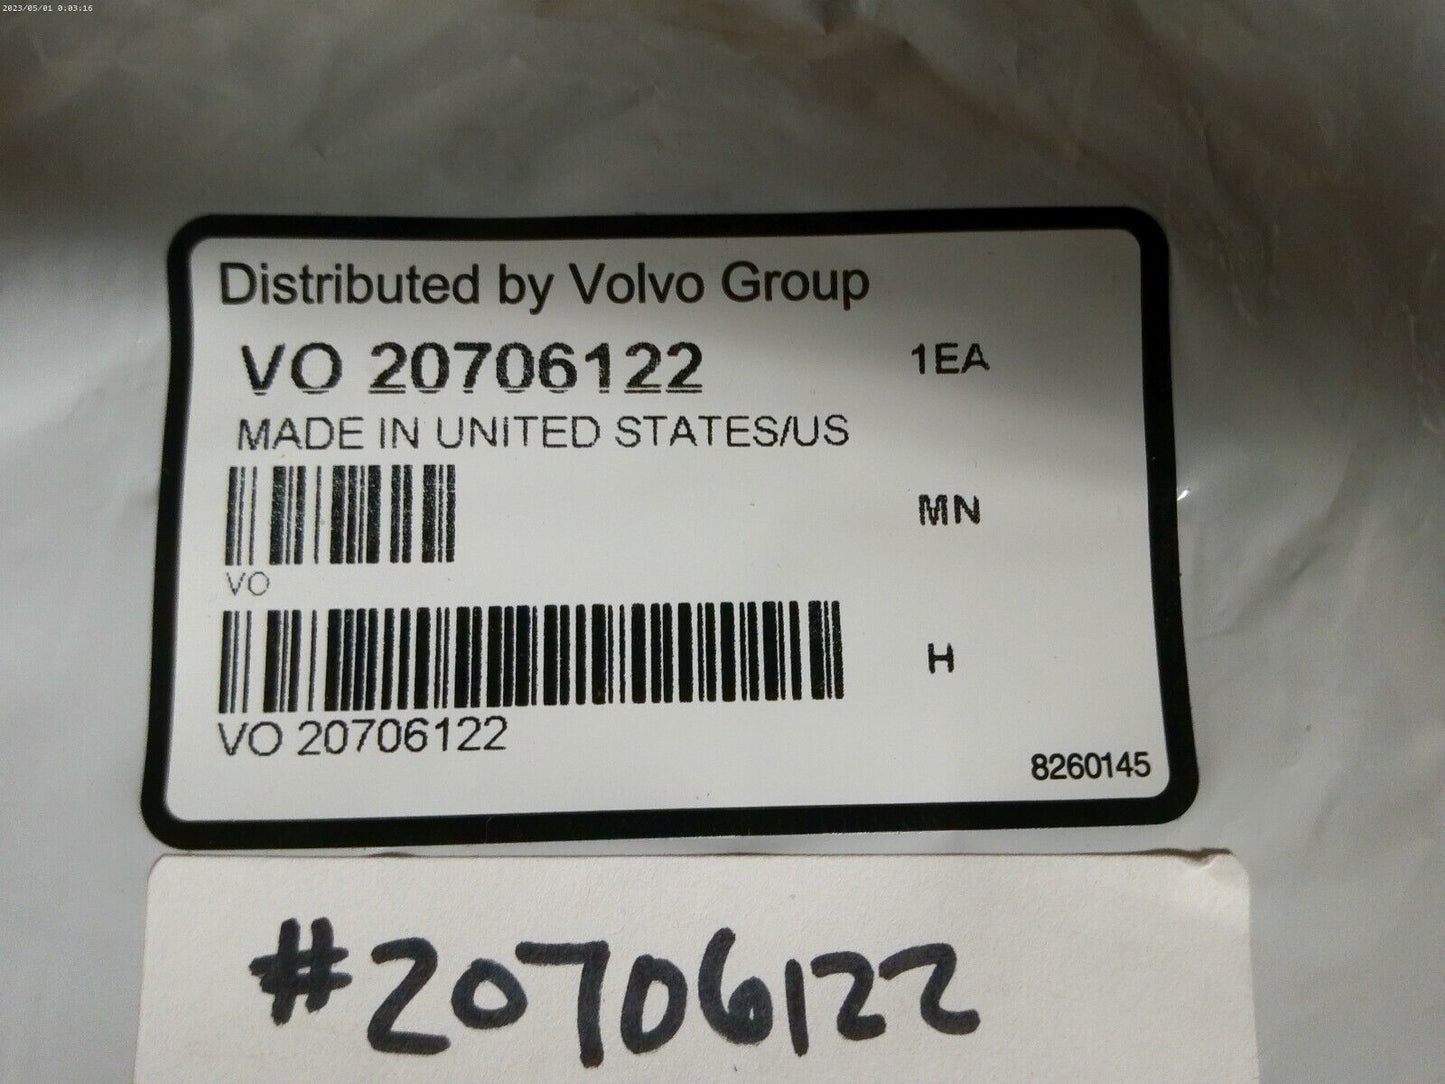 2023/05/01 0:03:16
Distributed by Volvo Group
VO 20706122 1EA
MADE IN UNITED STATES/US
MN
VO
H
VO 20706122
8260145
#20706122